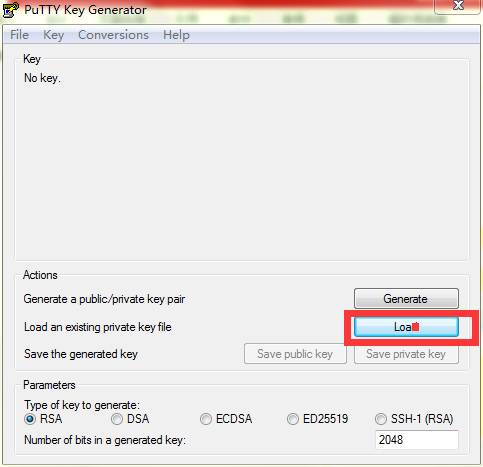 PuTTY Key Generator
File Key Conversions Help
Key
No key.
Actions
Generate a public/private key pair
Generate
Load an existing private key file
Load
Save the generated key
Save public key
Save private key
Parameters
Type of key to generate:
RSA DSA ECDSA ED25519 SSH-1 (RSA)
Number of bits in a generated key:
2048